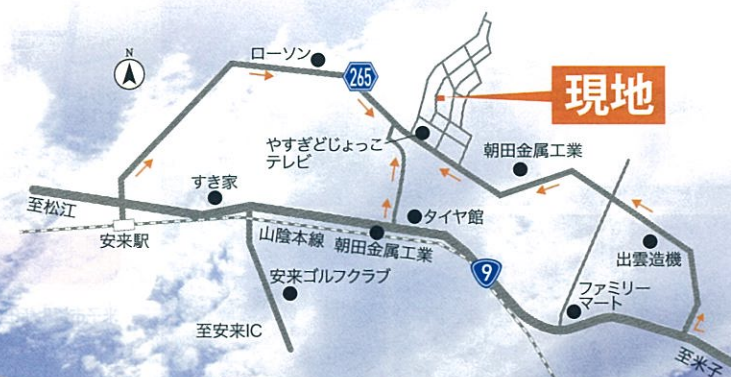 N
ローソン
265
現地
やすぎどじょっこ
テレビ
朝田金属工業
すき家
至松江
安来駅
タイヤ館
山陰本線
朝田金属工業
出雲造機
9
安来ゴルフクラブ
ファミリー
マート
至安来IC
至米子